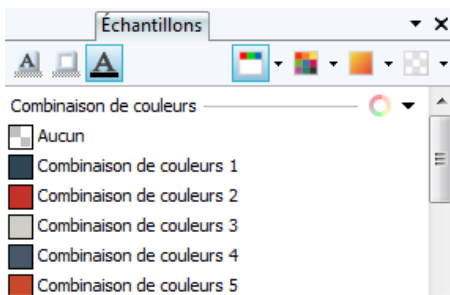 Échantillons
Combinaison de couleurs
Aucun
Combinaison de couleurs 1
Combinaison de couleurs 2
Combinaison de couleurs 3
Combinaison de couleurs 4
Combinaison de couleurs 5